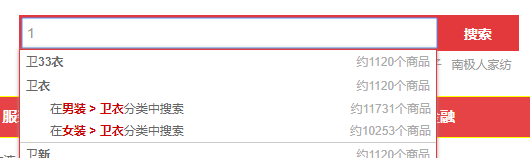 1 搜索
卫33衣 约1120个商品
子 南极人家纺
卫衣 约1120个商品
在男装 > 卫衣分类中搜索 约11731个商品
服 金融
在女装 > 卫衣分类中搜索 约10253个商品
卫新 约1120个商品